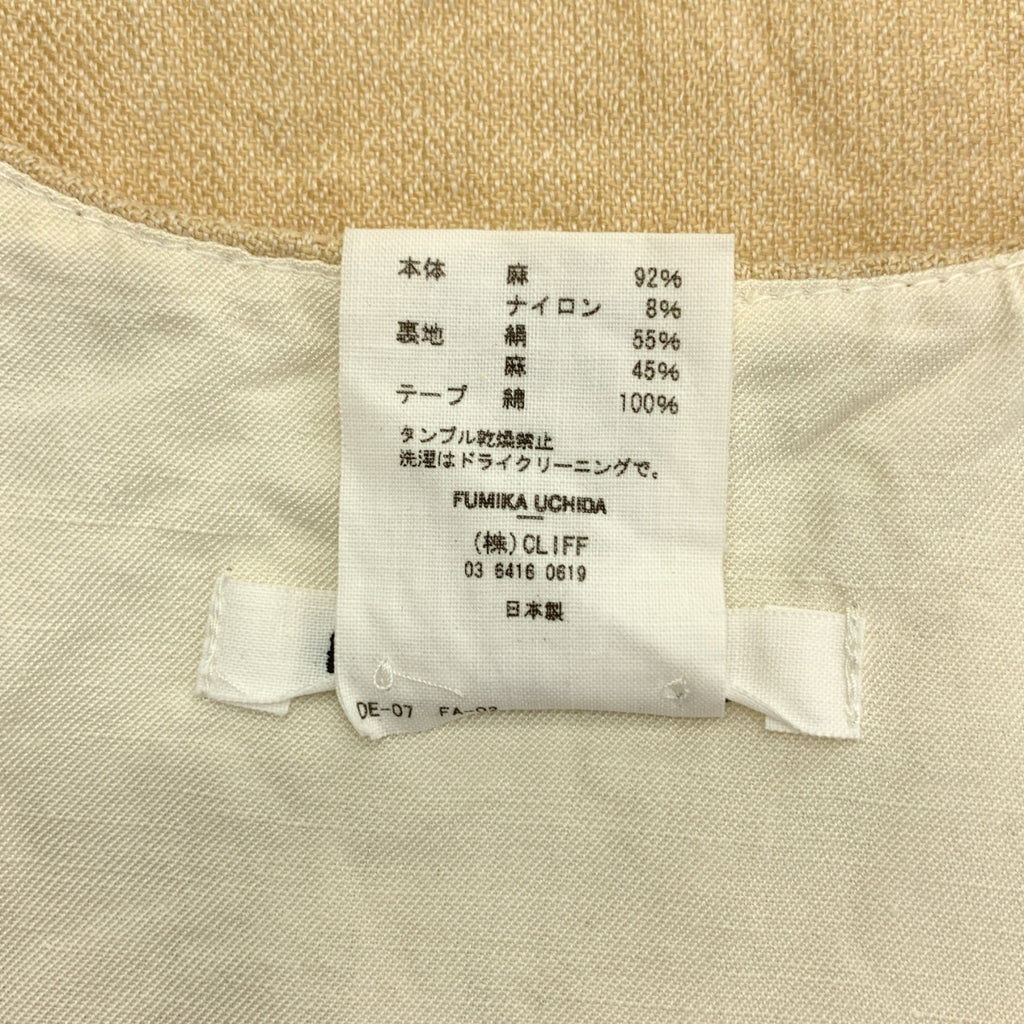 本体 麻 92%
ナイロン 8%
裏地 絹 55%
麻 45%
テープ 綿 100%
タンブル乾燥禁止
洗濯はドライクリーニングで。
FUMIKA UCHIDA
(株)CLIFF
03 6416 0619
日本製
DE-07